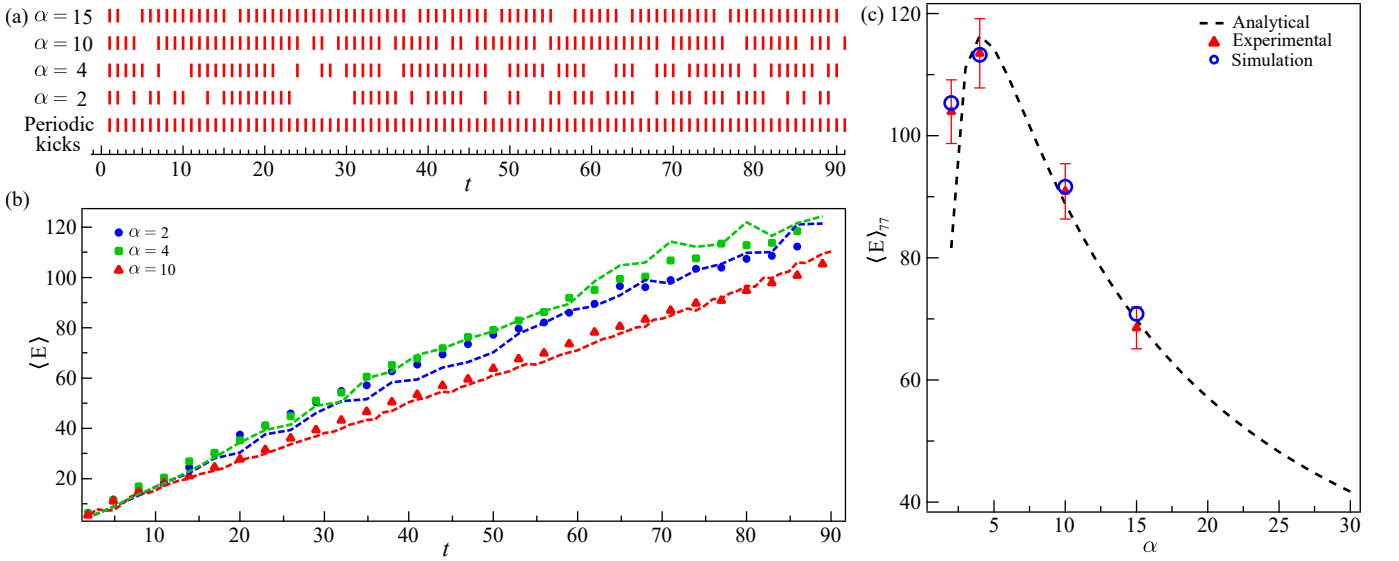 (a)
α = 15
α = 10
α = 4
α = 2
Periodic
kicks
0 10 20 30 40 50 60 70 80 90
t
(b)
120
100
80
60
40
20
⟨E⟩
α = 2
α = 4
α = 10
10 20 30 40 50 60 70 80 90
t
(c)
120
100
80
60
40
⟨E⟩77
Analytical
Experimental
Simulation
5 10 15 20 25 30
α